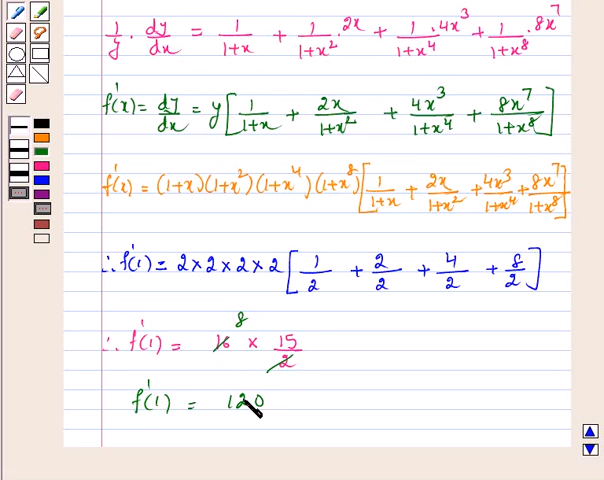 1/y · dy/dx = 1/(1+x) + 1/(1+x²) · 2x + 1/(1+x⁴) · 4x³ + 1/(1+x⁸) · 8x⁷
f'(x) = dy/dx = y[1/(1+x) + 2x/(1+x²) + 4x³/(1+x⁴) + 8x⁷/(1+x⁸)]
f'(x) = (1+x)(1+x²)(1+x⁴)(1+x⁸)[1/(1+x) + 2x/(1+x²) + 4x³/(1+x⁴) + 8x⁷/(1+x⁸)]
∴ f'(1) = 2×2×2×2[1/2 + 2/2 + 4/2 + 8/2]
8
∴ f'(1) = 16 × 15/2
f'(1) = 120